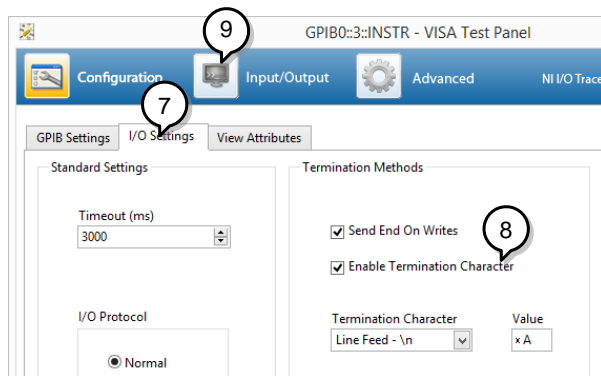 GPIB0::3::INSTR - VISA Test Panel
9
Configuration
Input/Output
Advanced
NI I/O Trace
7
GPIB Settings
I/O Settings
View Attributes
Standard Settings
Termination Methods
Timeout (ms)
3000
Send End On Writes
8
Enable Termination Character
I/O Protocol
Termination Character
Value
Line Feed - \n
x A
Normal